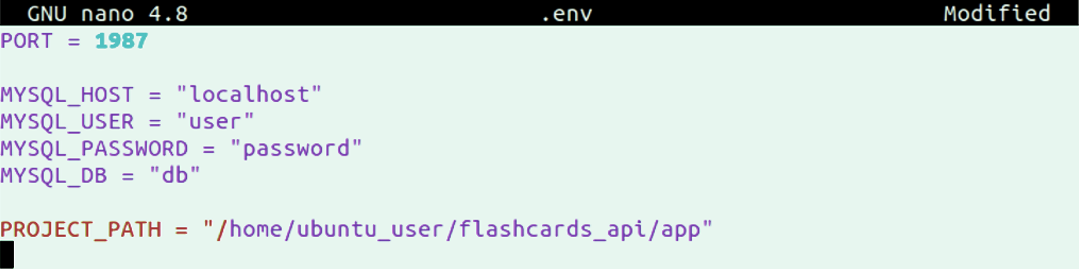 GNU nano 4.8 .env Modified
PORT = 1987
MYSQL_HOST = "localhost"
MYSQL_USER = "user"
MYSQL_PASSWORD = "password"
MYSQL_DB = "db"
PROJECT_PATH = "/home/ubuntu_user/flashcards_api/app"